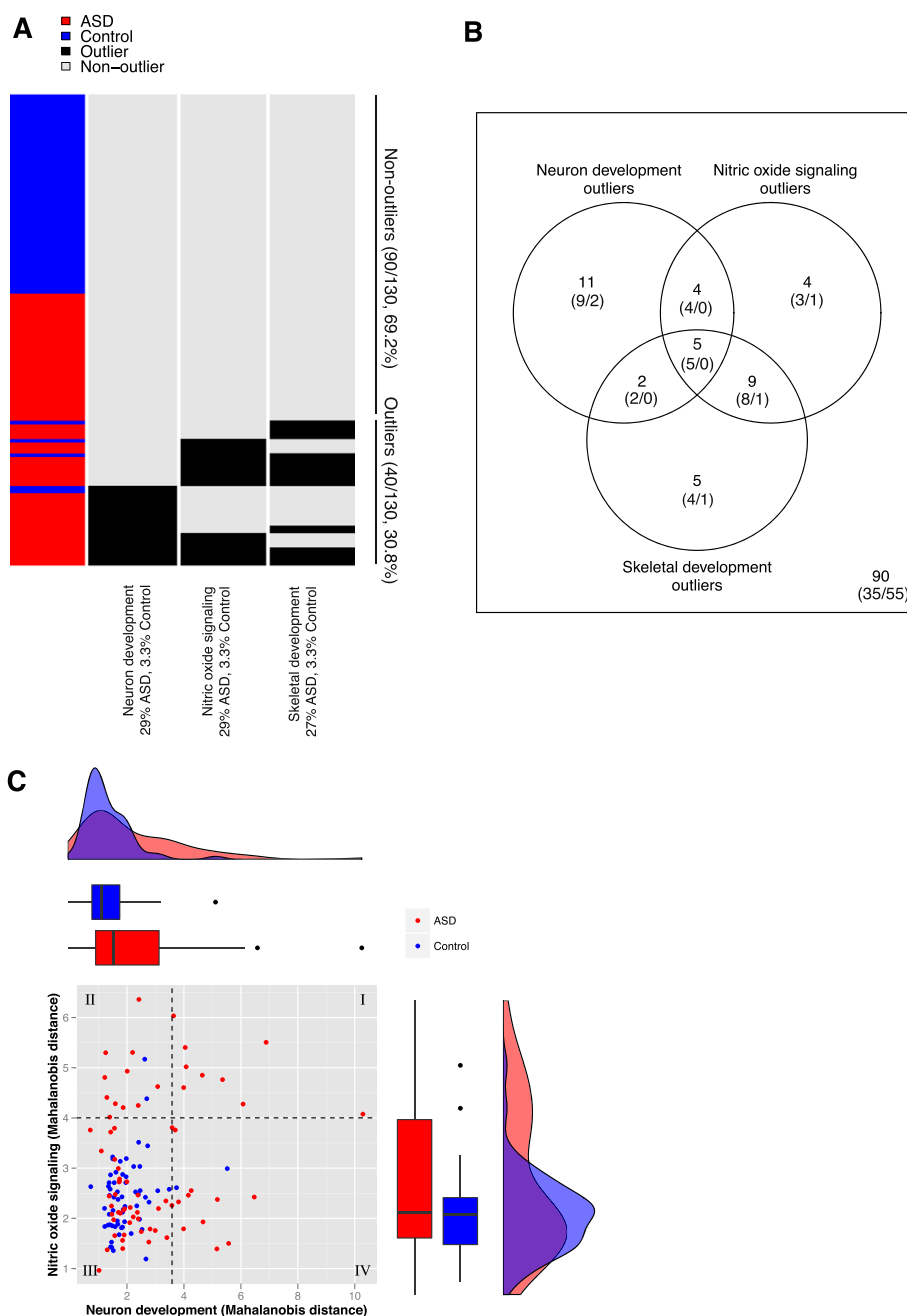 A
ASD
Control
Outlier
Non−outlier
Non−outliers (90/130, 69.2%)
Outliers (40/130, 30.8%)
Neuron development
29% ASD, 3.3% Control
Nitric oxide signaling
29% ASD, 3.3% Control
Skeletal development
27% ASD, 3.3% Control
B
Neuron development
outliers
Nitric oxide signaling
outliers
11
(9/2)
4
(4/0)
4
(3/1)
5
(5/0)
2
(2/0)
9
(8/1)
5
(4/1)
Skeletal development
outliers
90
(35/55)
C
ASD
Control
II
I
III
IV
Nitric oxide signaling (Mahalanobis distance)
6
5
4
3
2
1
2
4
6
8
10
Neuron development (Mahalanobis distance)